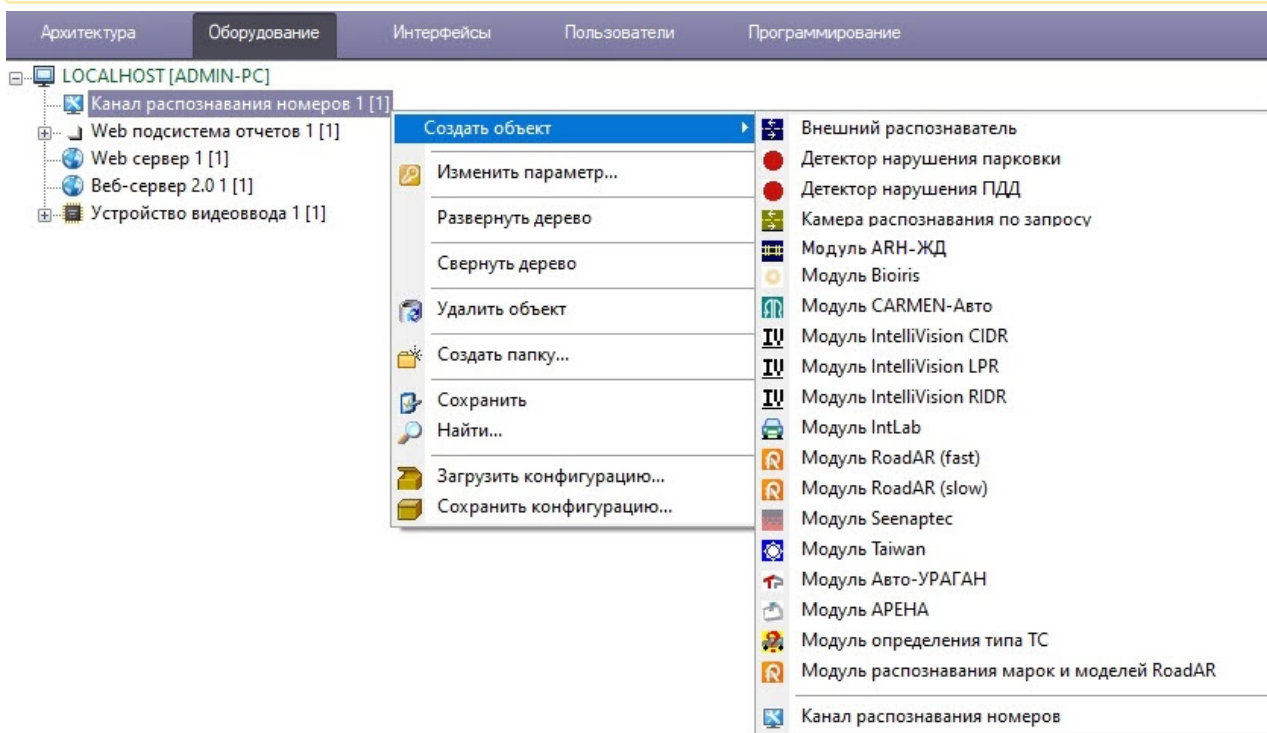 Архитектура Оборудование Интерфейсы Пользователи Программирование
LOCALHOST [ADMIN-PC]
Канал распознавания номеров 1 [1]
Web подсистема отчетов 1 [1]
Web сервер 1 [1]
Веб-сервер 2.0 1 [1]
Устройство видеоввода 1 [1]
Создать объект
Изменить параметр...
Развернуть дерево
Свернуть дерево
Удалить объект
Создать папку...
Сохранить
Найти...
Загрузить конфигурацию...
Сохранить конфигурацию...
Внешний распознаватель
Детектор нарушения парковки
Детектор нарушения ПДД
Камера распознавания по запросу
Модуль ARH-ЖД
Модуль Bioiris
Модуль CARMEN-Авто
Модуль IntelliVision CIDR
Модуль IntelliVision LPR
Модуль IntelliVision RIDR
Модуль IntLab
Модуль RoadAR (fast)
Модуль RoadAR (slow)
Модуль Seenaptec
Модуль Taiwan
Модуль Авто-УРАГАН
Модуль АРЕНА
Модуль определения типа ТС
Модуль распознавания марок и моделей RoadAR
Канал распознавания номеров